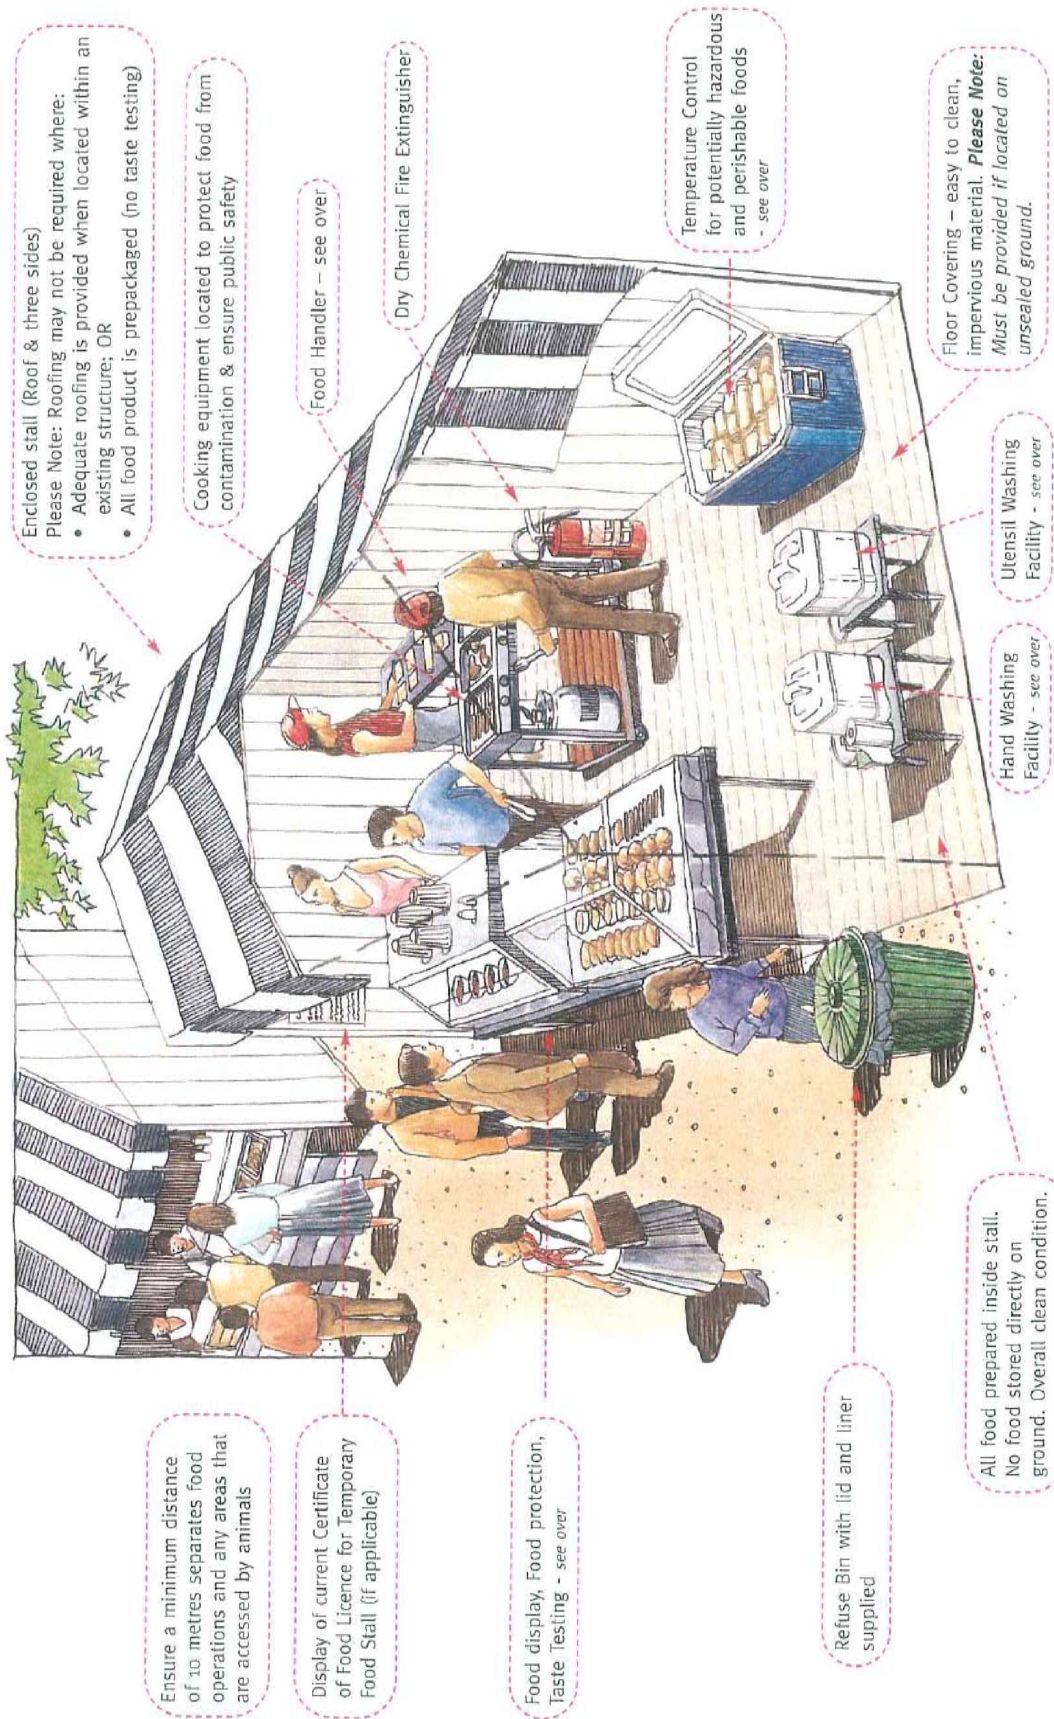 Enclosed stall (Roof & three sides)
Please Note: Roofing may not be required where:
• Adequate roofing is provided when located within an
existing structure; OR
• All food product is prepackaged (no taste testing)
Cooking equipment located to protect food from
contamination & ensure public safety
Food Handler – see over
Dry Chemical Fire Extinguisher
Temperature Control
for potentially hazardous
and perishable foods
- see over
Floor Covering – easy to clean,
impervious material. Please Note:
Must be provided if located on
unsealed ground.
Utensil Washing
Facility - see over
Hand Washing
Facility - see over
Ensure a minimum distance
of 10 metres separates food
operations and any areas that
are accessed by animals
Display of current Certificate
of Food Licence for Temporary
Food Stall (if applicable)
Food display, Food protection,
Taste Testing - see over
Refuse Bin with lid and liner
supplied
All food prepared inside stall.
No food stored directly on
ground. Overall clean condition.